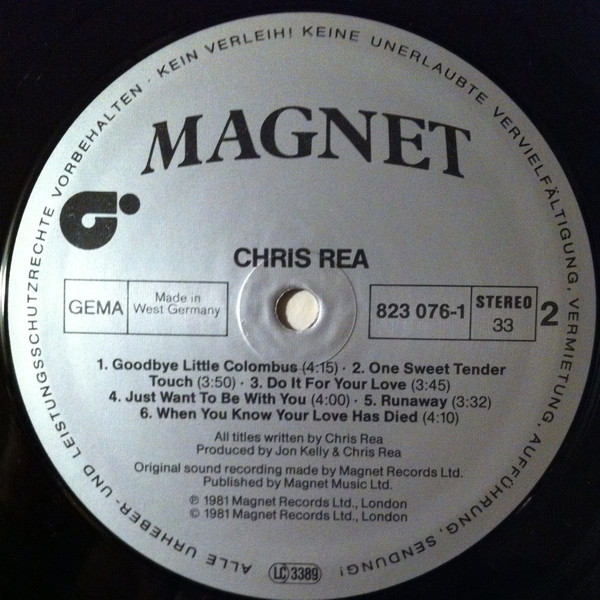 ALLE URHEBER- UND LEISTUNGSSCHUTZRECHTE VORBEHALTEN · KEIN VERLEIH! KEINE UNERLAUBTE VERVIELFÄLTIGUNG, VERMIETUNG, AUFFÜHRUNG, SENDUNG!
MAGNET
CHRIS REA
GEMA
Made in
West Germany
823 076-1
STEREO
33
2
1. Goodbye Little Colombus (4:15) · 2. One Sweet Tender
Touch (3:50) · 3. Do It For Your Love (3:45)
4. Just Want To Be With You (4:00) · 5. Runaway (3:32)
6. When You Know Your Love Has Died (4:10)
All titles written by Chris Rea
Produced by Jon Kelly & Chris Rea
Original sound recording made by Magnet Records Ltd.
Published by Magnet Music Ltd.
℗ 1981 Magnet Records Ltd., London
© 1981 Magnet Records Ltd., London
LC 3389